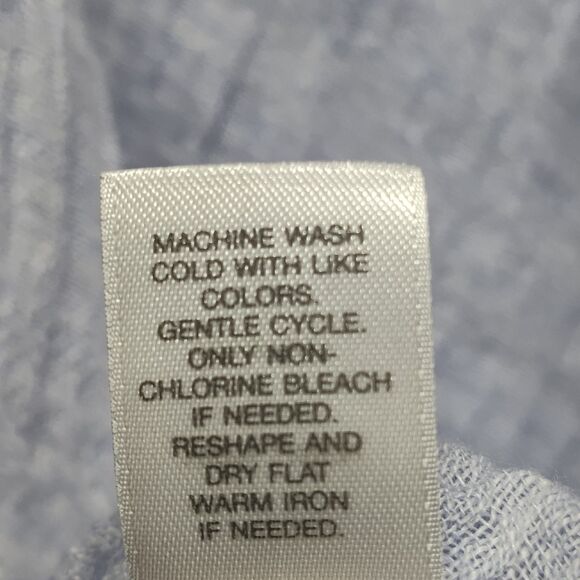 MACHINE WASH
COLD WITH LIKE
COLORS.
GENTLE CYCLE.
ONLY NON-
CHLORINE BLEACH
IF NEEDED.
RESHAPE AND
DRY FLAT
WARM IRON
IF NEEDED.